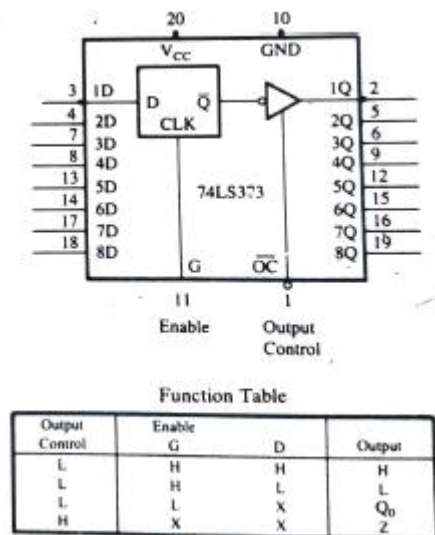 20 10
V_CC GND
3 1D D Q̅ 1Q 2
4 2D CLK 2Q 5
7 3D 3Q 6
8 4D 4Q 9
13 5D 74LS373 5Q 12
14 6D 6Q 15
17 7D 7Q 16
18 8D 8Q 19
G O̅C̅
11 1
Enable Output
Control
Function Table
Output Enable
Control G D Output
L H H H
L H L L
L L X Q₀
H X X Z